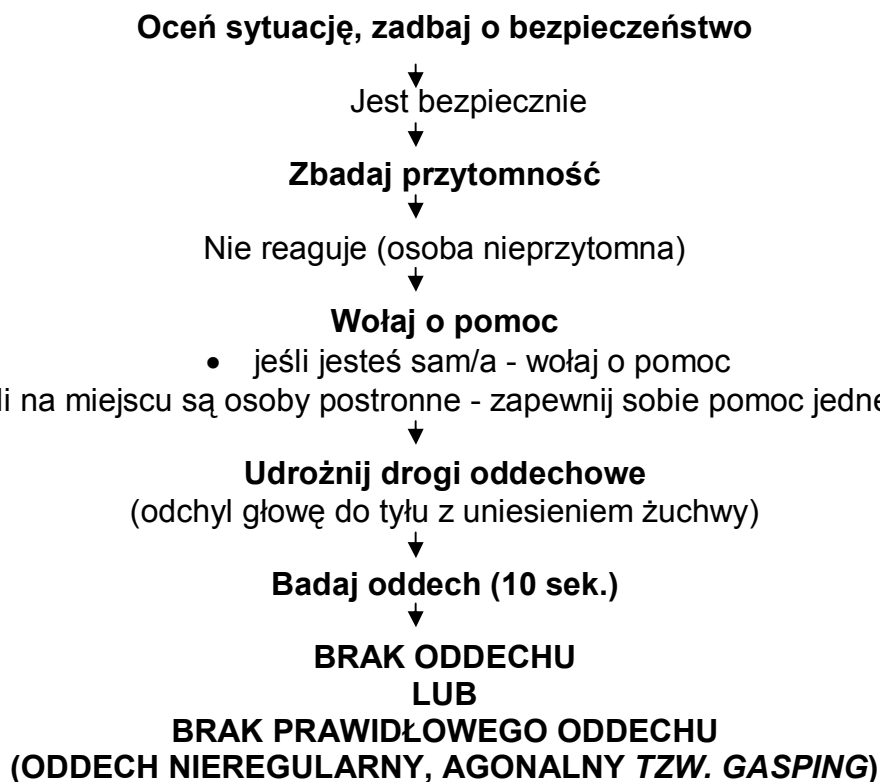 Oceń sytuację, zadbaj o bezpieczeństwo
Jest bezpiecznie
Zbadaj przytomność
Nie reaguje (osoba nieprzytomna)
Wołaj o pomoc
• jeśli jesteś sam/a - wołaj o pomoc
li na miejscu są osoby postronne - zapewnij sobie pomoc jedne
Udrożnij drogi oddechowe
(odchyl głowę do tyłu z uniesieniem żuchwy)
Badaj oddech (10 sek.)
BRAK ODDECHU
LUB
BRAK PRAWIDŁOWEGO ODDECHU
(ODDECH NIEREGULARNY, AGONALNY TZW. GASPING)